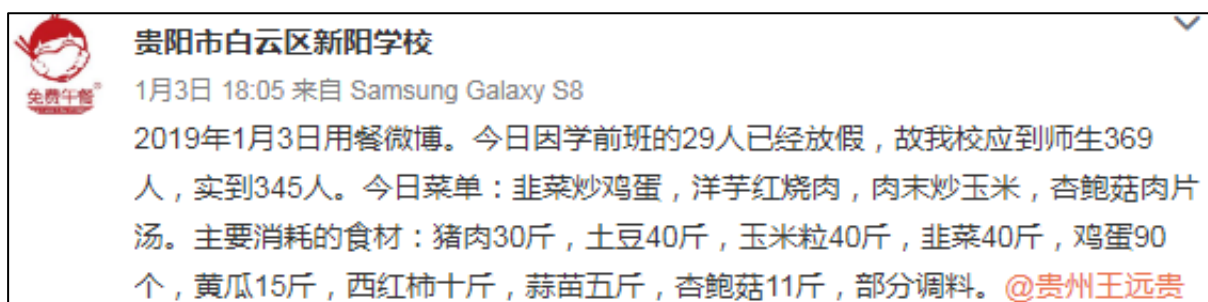 贵阳市白云区新阳学校
免费午餐®
1月3日 18:05 来自 Samsung Galaxy S8
2019年1月3日用餐微博。今日因学前班的29人已经放假，故我校应到师生369
人，实到345人。今日菜单：韭菜炒鸡蛋，洋芋红烧肉，肉末炒玉米，杏鲍菇肉片
汤。主要消耗的食材：猪肉30斤，土豆40斤，玉米粒40斤，韭菜40斤，鸡蛋90
个，黄瓜15斤，西红柿十斤，蒜苗五斤，杏鲍菇11斤，部分调料。@贵州王远贵